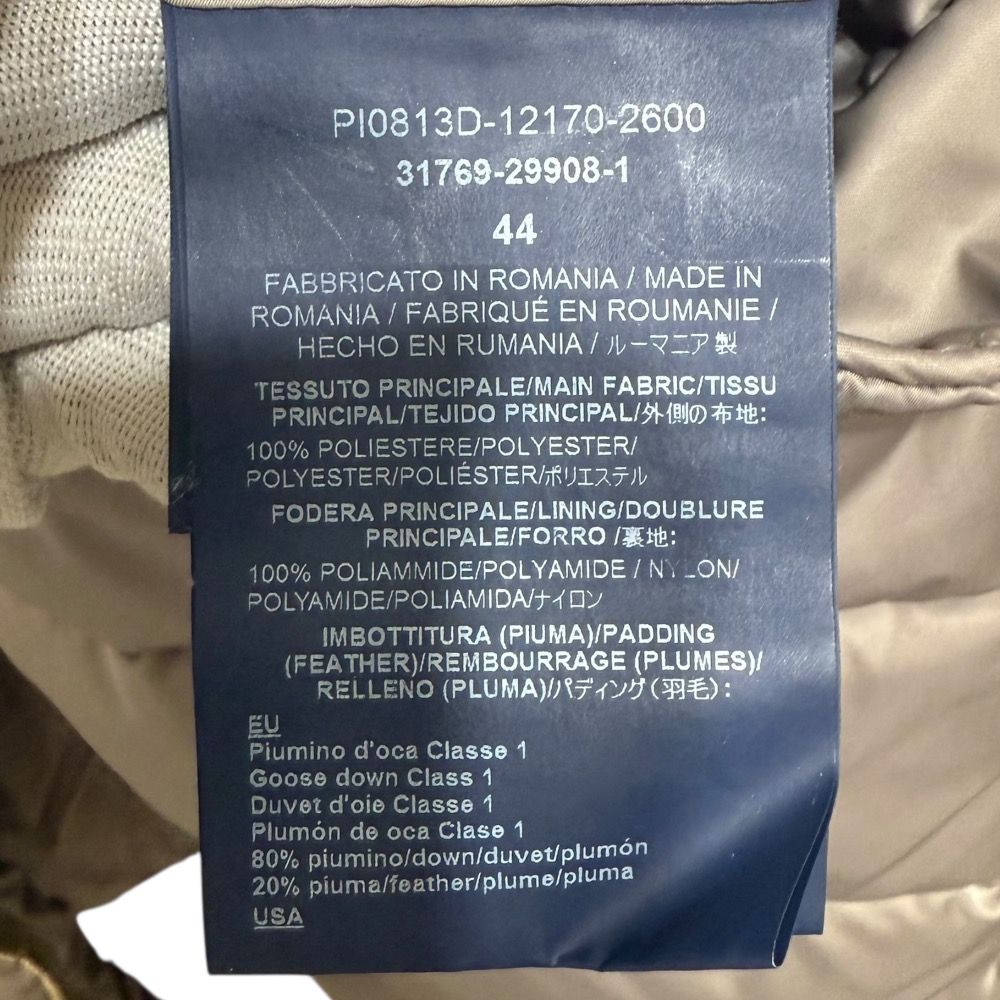 PI0813D-12170-2600
31769-29908-1
44
FABBRICATO IN ROMANIA / MADE IN
ROMANIA / FABRIQUÉ EN ROUMANIE /
HECHO EN RUMANIA / ルーマニア製
TESSUTO PRINCIPALE/MAIN FABRIC/TISSU
PRINCIPAL/TEJIDO PRINCIPAL/外側の布地:
100% POLIESTERE/POLYESTER/
POLYESTER/POLIÉSTER/ポリエステル
FODERA PRINCIPALE/LINING/DOUBLURE
PRINCIPALE/FORRO /裏地:
100% POLIAMMIDE/POLYAMIDE / NYLON/
POLYAMIDE/POLIAMIDA/ナイロン
IMBOTTITURA (PIUMA)/PADDING
(FEATHER)/REMBOURRAGE (PLUMES)/
RELLENO (PLUMA)/パディング(羽毛):
EU
Piumino d'oca Classe 1
Goose down Class 1
Duvet d'oie Classe 1
Plumón de oca Clase 1
80% piumino/down/duvet/plumón
20% piuma/feather/plume/pluma
USA